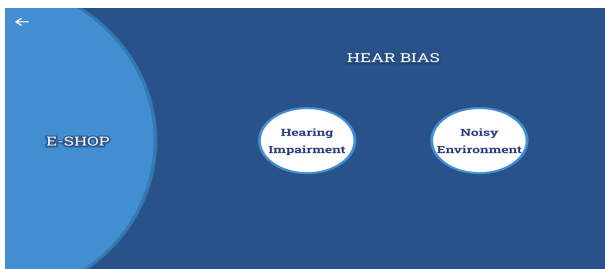 HEAR BIAS
E-SHOP
Hearing
Impairment
Noisy
Environment